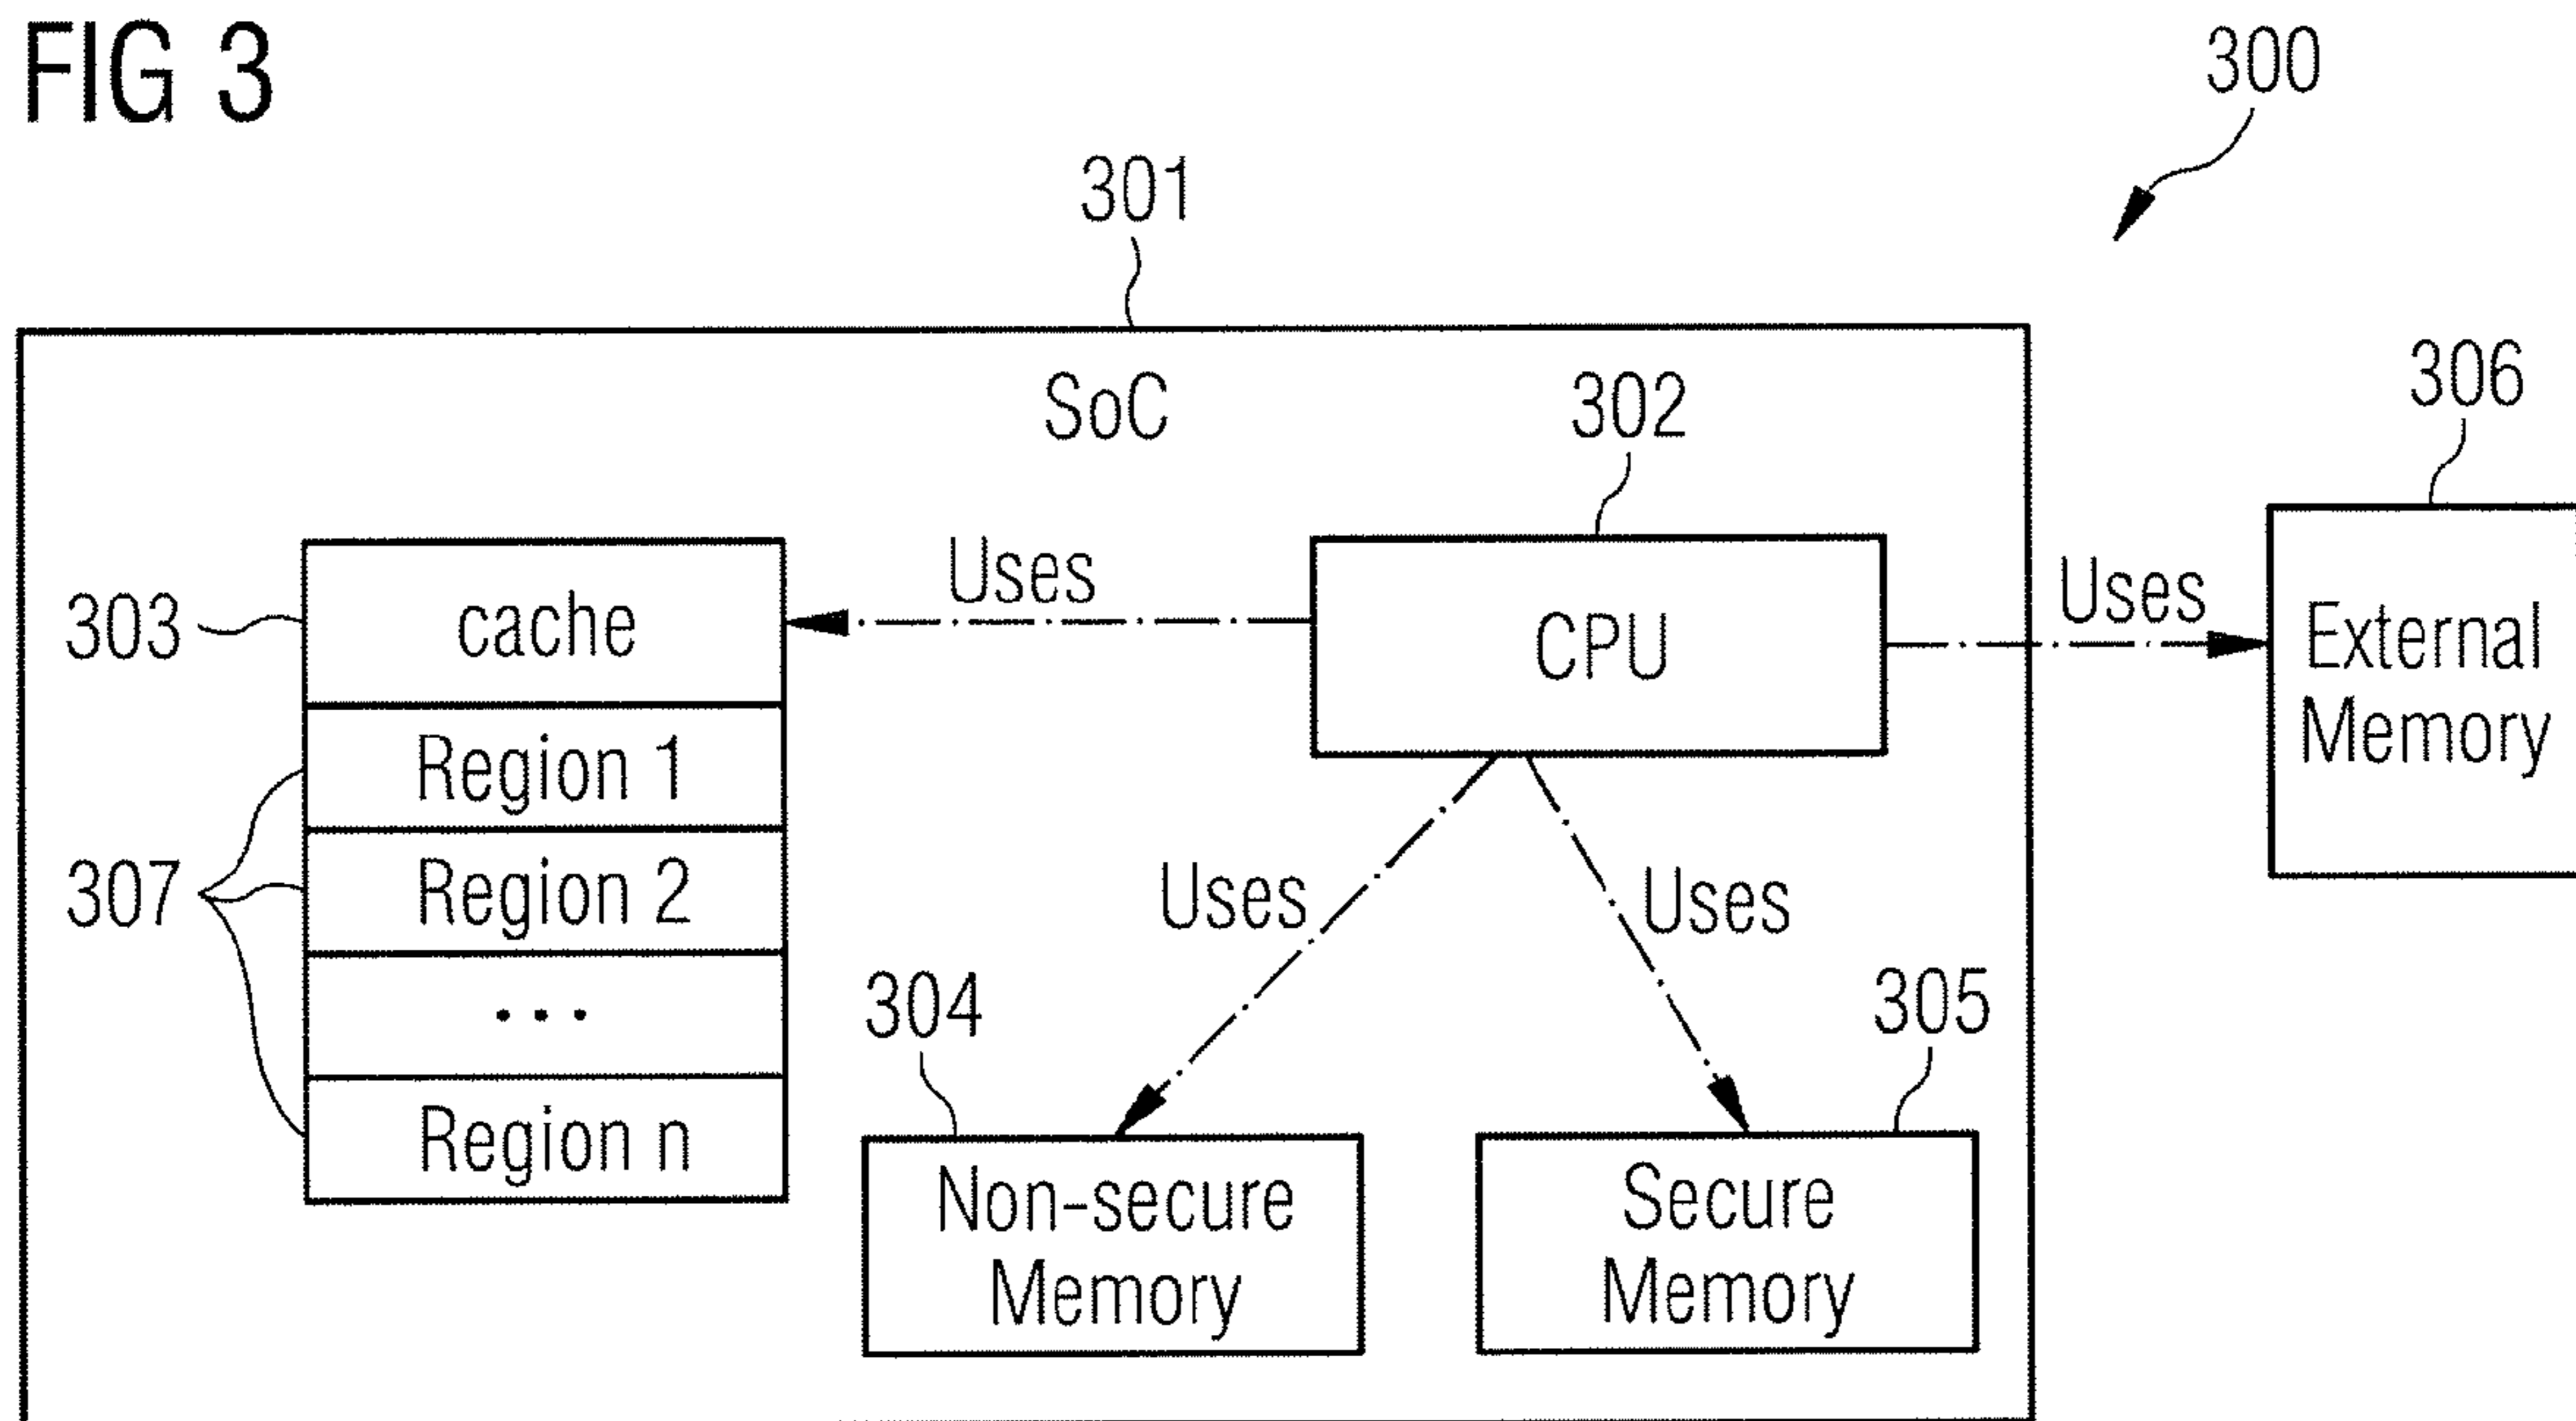 FIG 3
300
301
SoC
302
306
303
cache
Uses
CPU
Uses
External
Memory
Region 1
307
Region 2
Uses
Uses
...
304
305
Region n
Non-secure
Memory
Secure
Memory